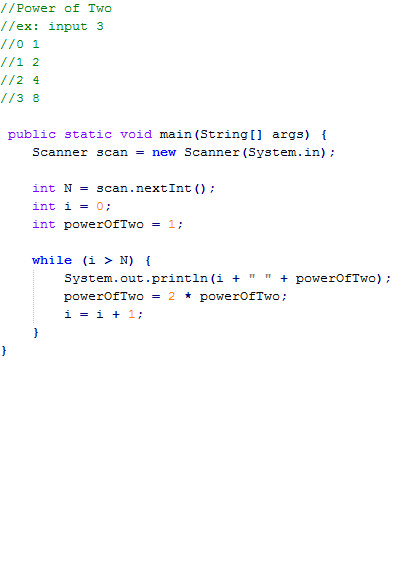 //Power of Two
//ex: input 3
//0 1
//1 2
//2 4
//3 8
public static void main(String[] args) {
Scanner scan = new Scanner(System.in);
int N = scan.nextInt();
int i = 0;
int powerOfTwo = 1;
while (i > N) {
System.out.println(i + " " + powerOfTwo);
powerOfTwo = 2 * powerOfTwo;
i = i + 1;
}
}